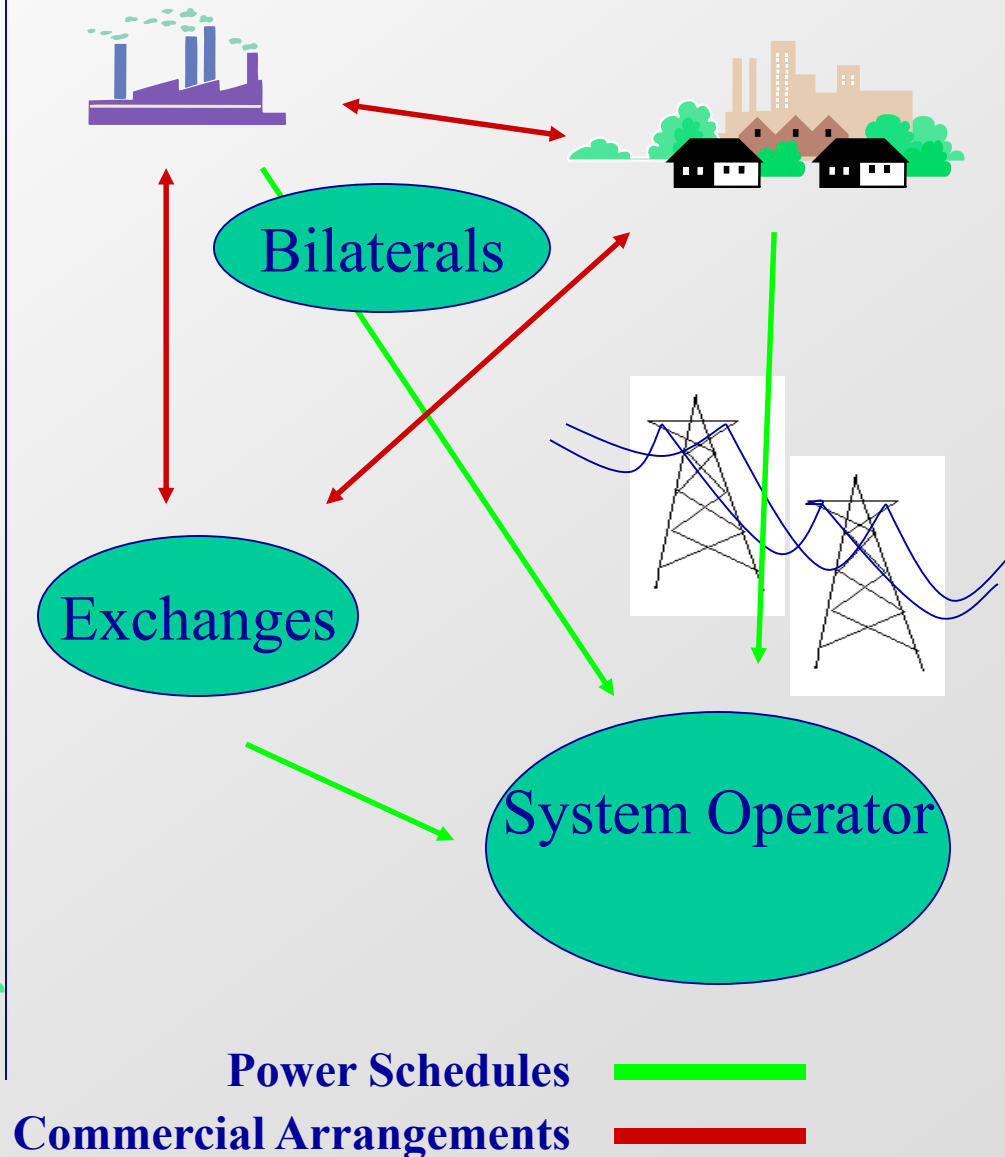 Bilaterals
Exchanges
System Operator
Power Schedules
Commercial Arrangements